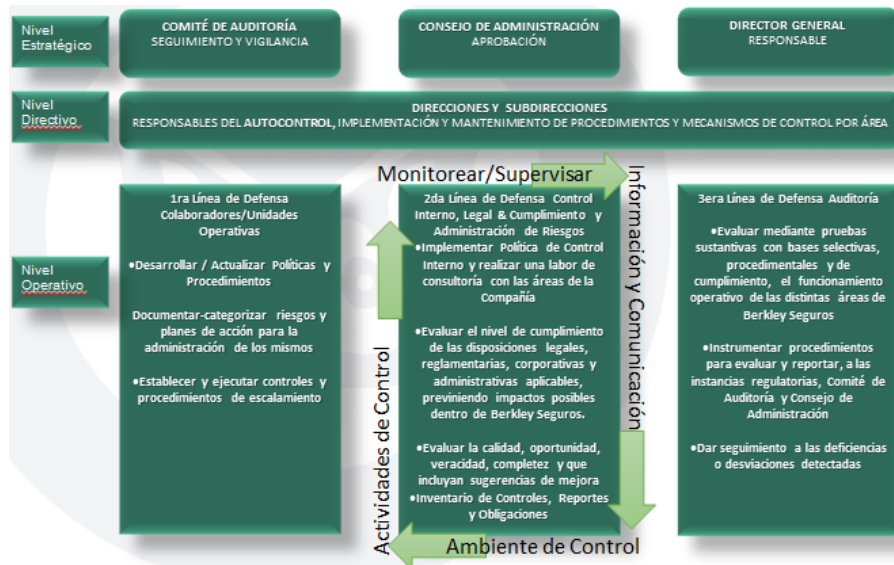 Nivel
Estratégico
COMITÉ DE AUDITORÍA
SEGUIMIENTO Y VIGILANCIA
CONSEJO DE ADMINISTRACIÓN
APROBACIÓN
DIRECTOR GENERAL
RESPONSABLE
Nivel
Directivo
DIRECCIONES Y SUBDIRECCIONES
RESPONSABLES DEL AUTOCONTROL, IMPLEMENTACIÓN Y MANTENIMIENTO DE PROCEDIMIENTOS Y MECANISMOS DE CONTROL POR ÁREA
Nivel
Operativo
1ra Línea de Defensa
Colaboradores/Unidades
Operativas
•Desarrollar / Actualizar Políticas y
Procedimientos
Documentar-categorizar riesgos y
planes de acción para la
administración de los mismos
•Establecer y ejecutar controles y
procedimientos de escalamiento
Monitorear/Supervisar
Actividades de Control
2da Línea de Defensa Control
Interno, Legal & Cumplimiento y
Administración de Riesgos
•Implementar Política de Control
Interno y realizar una labor de
consultoría con las áreas de la
Compañía
•Evaluar el nivel de cumplimiento
de las disposiciones legales,
reglamentarias, corporativas y
administrativas aplicables,
previniendo impactos posibles
dentro de Berkley Seguros.
•Evaluar la calidad, oportunidad,
veracidad, completez y que
incluyan sugerencias de mejora
•Inventario de Controles, Reportes
y Obligaciones
Información y Comunicación
Ambiente de Control
3era Línea de Defensa Auditoría
•Evaluar mediante pruebas
sustantivas con bases selectivas,
procedimentales y de
cumplimiento, el funcionamiento
operativo de las distintas áreas de
Berkley Seguros
•Instrumentar procedimientos
para evaluar y reportar, a las
instancias regulatorias, Comité de
Auditoría y Consejo de
Administración
•Dar seguimiento a las deficiencias
o desviaciones detectadas